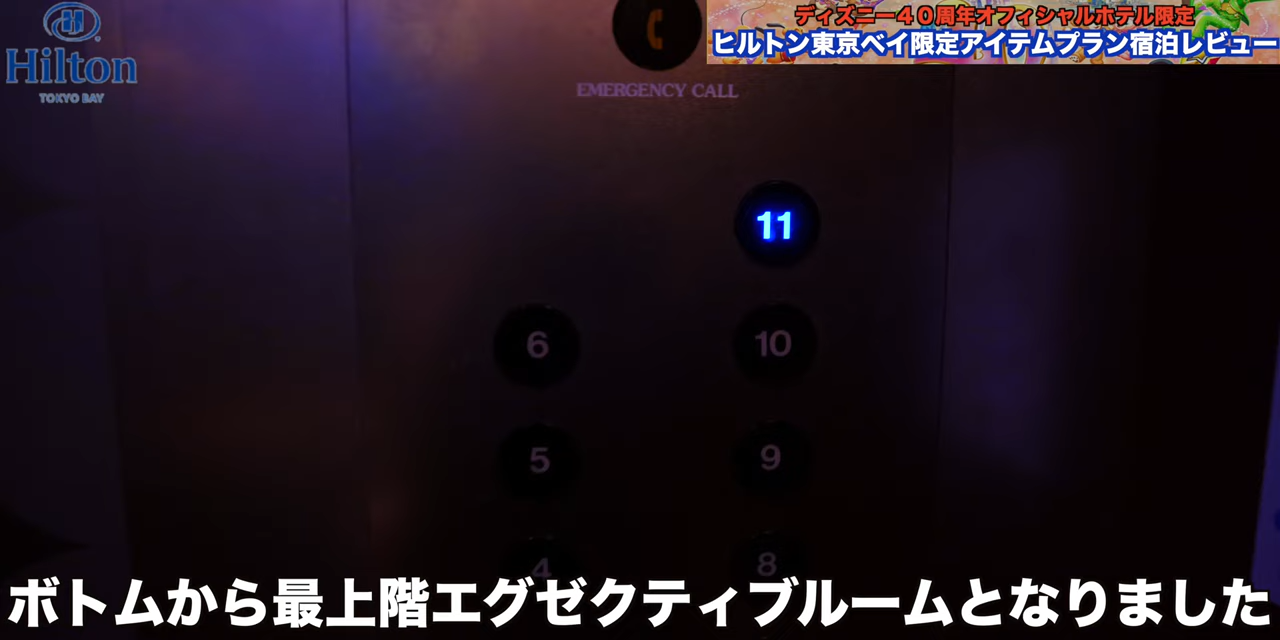 Hilton
TOKYO BAY
ディズニー４０周年オフィシャルホテル限定
ヒルトン東京ベイ限定アイテムプラン宿泊レビュー
EMERGENCY CALL
11
6
10
5
9
4
8
ボトムから最上階エグゼクティブルームとなりました